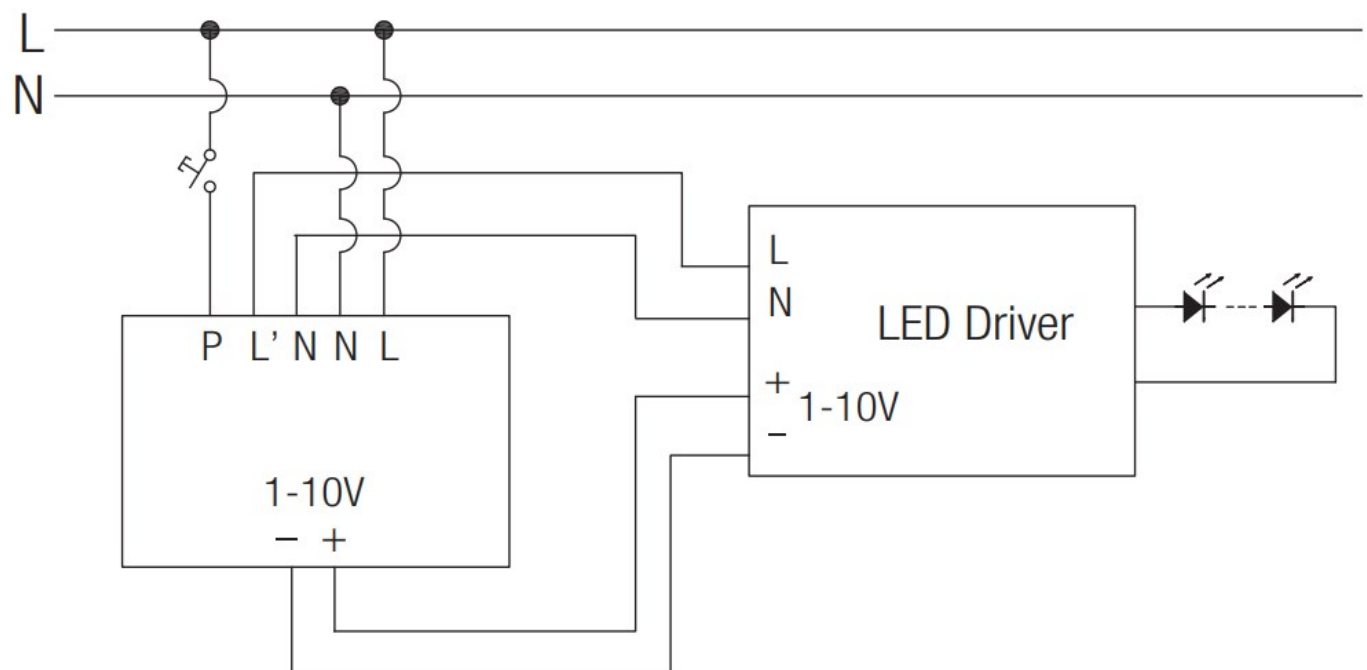 L
N
P L' N N L
1-10V
− +
L
N
LED Driver
+
1-10V
−